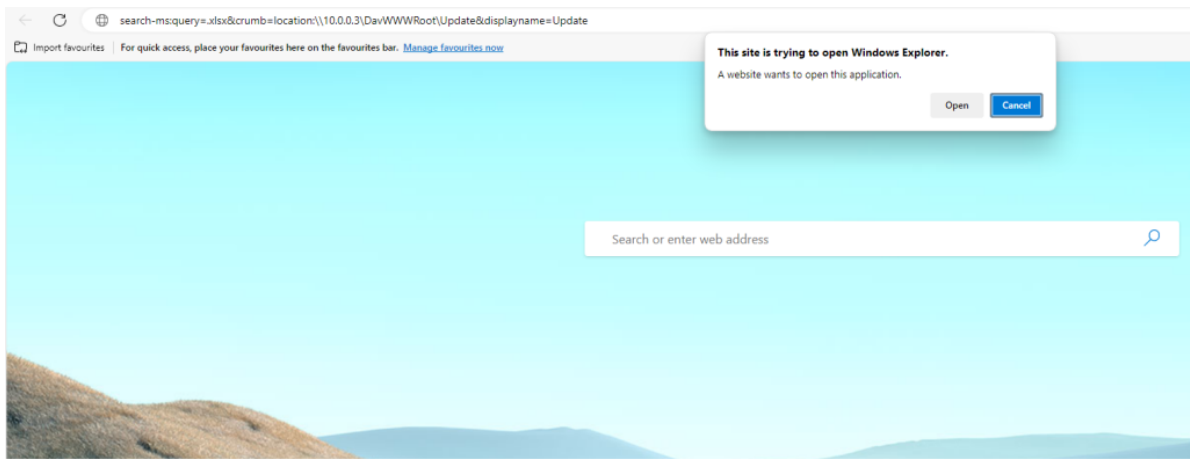 search-ms:query=.xlsx&crumb=location:\\10.0.0.3\DavWWWRoot\Update&displayname=Update
Import favourites For quick access, place your favourites here on the favourites bar. Manage favourites now
This site is trying to open Windows Explorer.
A website wants to open this application.
Open Cancel
Search or enter web address